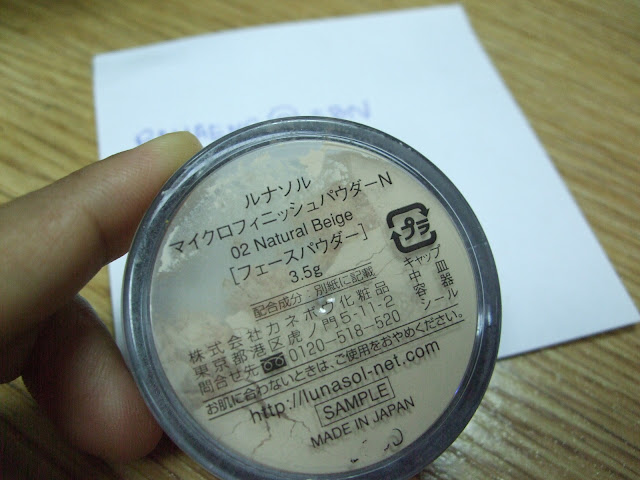 ルナソル
マイクロフィニッシュパウダーN
02 Natural Beige
[フェースパウダー]
3.5g
プラ
キャップ
中皿
容器
シール
配合成分 別紙に記載
株式会社カネボウ化粧品
東京都港区虎ノ門5-11-2
問合せ先 0120-518-520
お肌に合わないときは、ご使用をおやめください。
http://lunasol-net.com
SAMPLE
MADE IN JAPAN